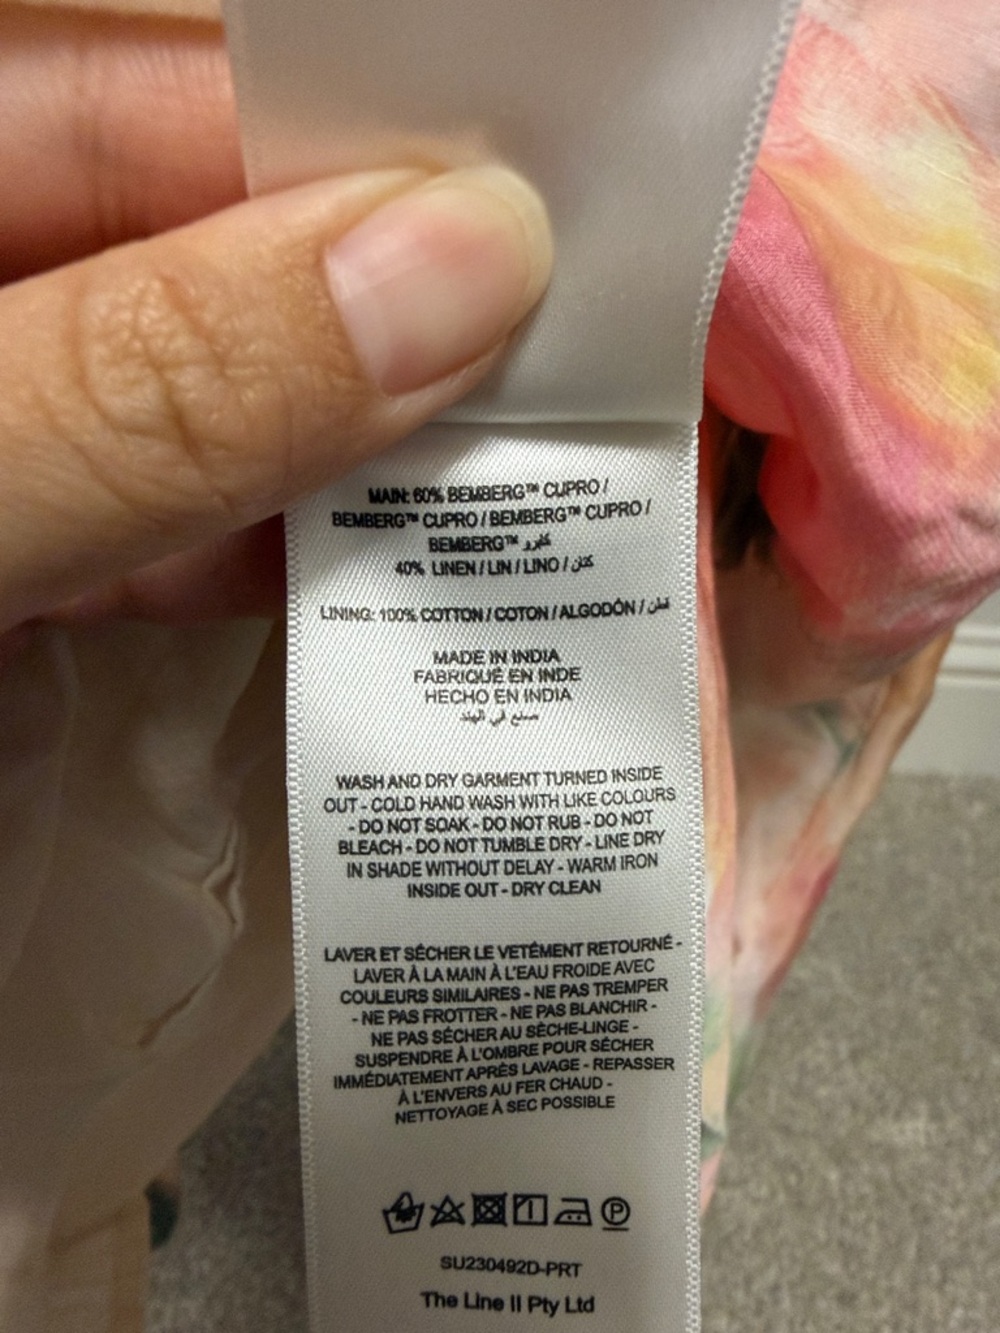 MAIN: 60% BEMBERG™ CUPRO /
BEMBERG™ CUPRO / BEMBERG™ CUPRO /
BEMBERG™ كبرو
40% LINEN / LIN / LINO / كتان
LINING: 100% COTTON / COTON / ALGODÓN / قطن
MADE IN INDIA
FABRIQUÉ EN INDE
HECHO EN INDIA
صنع في الهند
WASH AND DRY GARMENT TURNED INSIDE
OUT - COLD HAND WASH WITH LIKE COLOURS
- DO NOT SOAK - DO NOT RUB - DO NOT
BLEACH - DO NOT TUMBLE DRY - LINE DRY
IN SHADE WITHOUT DELAY - WARM IRON
INSIDE OUT - DRY CLEAN
LAVER ET SÉCHER LE VETÉMENT RETOURNÉ -
LAVER À LA MAIN À L'EAU FROIDE AVEC
COULEURS SIMILAIRES - NE PAS TREMPER
- NE PAS FROTTER - NE PAS BLANCHIR -
NE PAS SÉCHER AU SÈCHE-LINGE -
SUSPENDRE À L'OMBRE POUR SÉCHER
IMMÉDIATEMENT APRÈS LAVAGE - REPASSER
À L'ENVERS AU FER CHAUD -
NETTOYAGE À SEC POSSIBLE
P
SU230492D-PRT
The Line II Pty Ltd